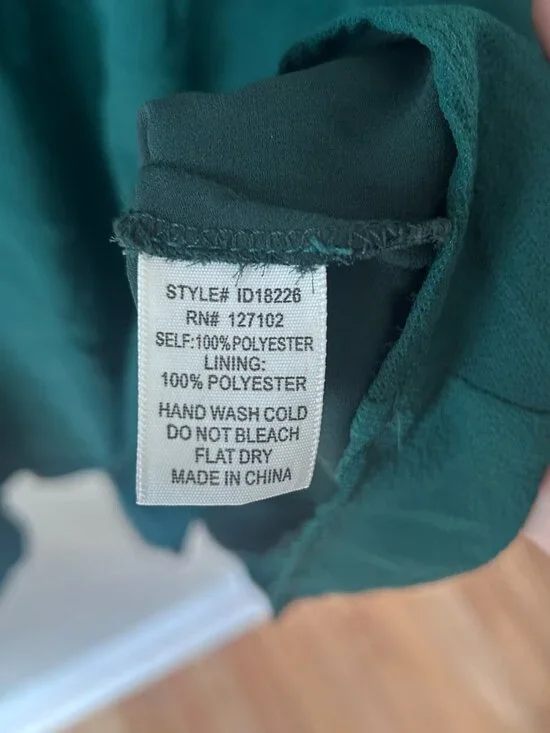 STYLE# ID18226
RN# 127102
SELF:100%POLYESTER
LINING:
100% POLYESTER
HAND WASH COLD
DO NOT BLEACH
FLAT DRY
MADE IN CHINA